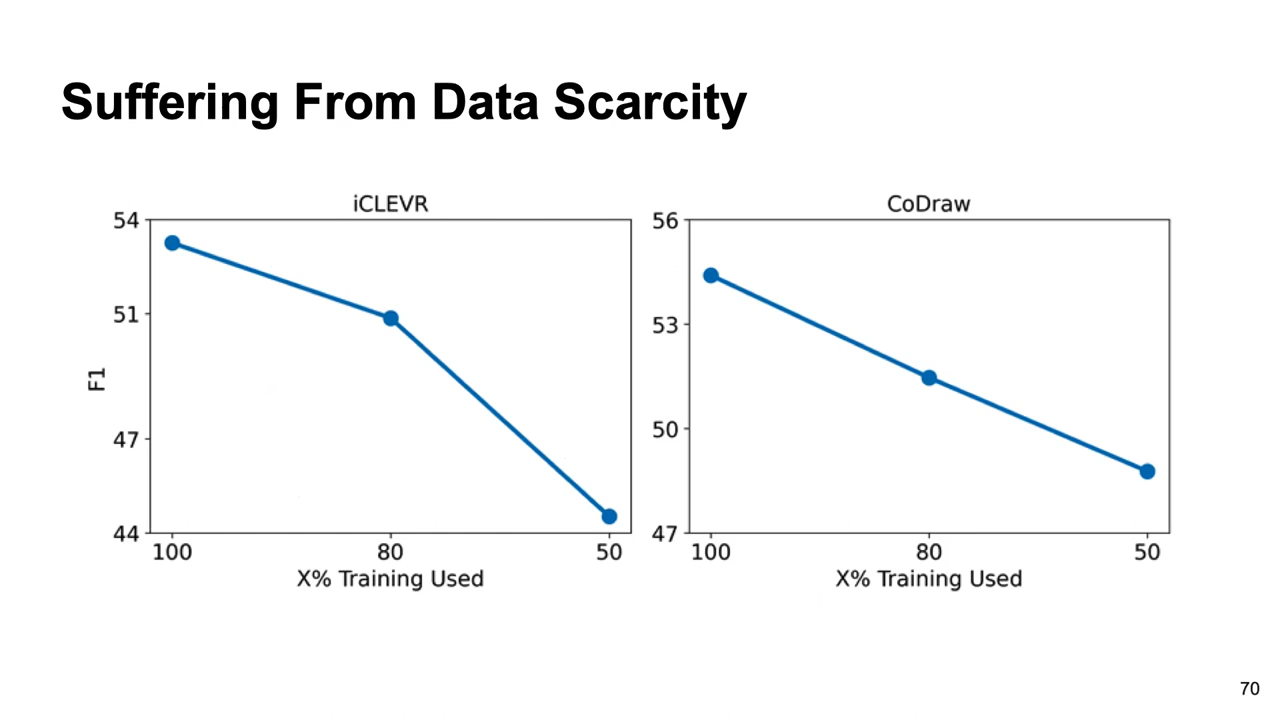 Suffering From Data Scarcity
iCLEVR
54
51
47
44
F1
100 80 50
X% Training Used
CoDraw
56
53
50
47
100 80 50
X% Training Used
70